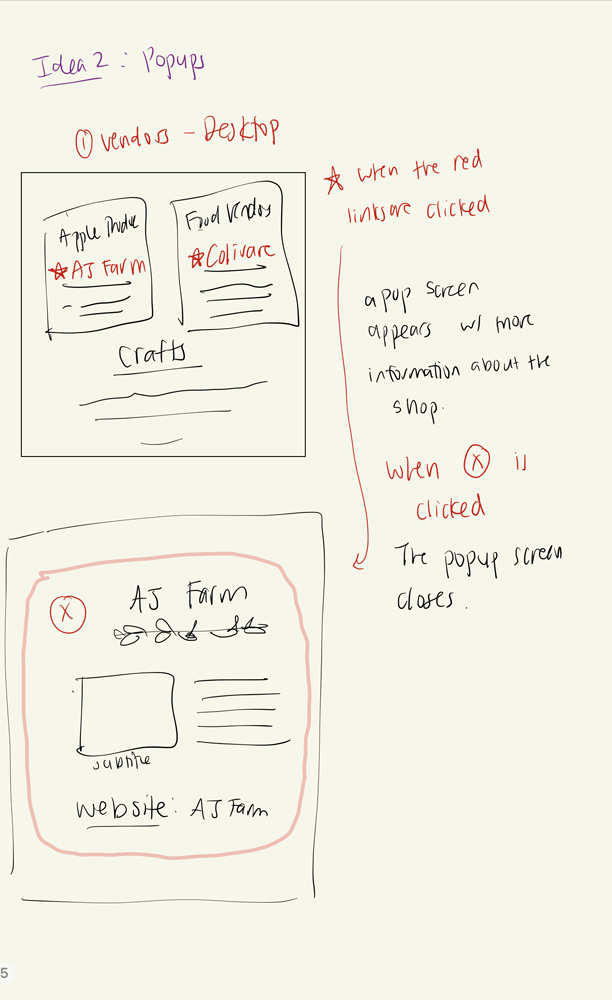 Idea 2 : Popups
① Vendors – Desktop
Apple
☆ AJ Farm
Food Vendors
☆ Colivare
Crafts
☆ when the red
links are clicked
a pop screen
appears w/ more
information about the
shop.
when ⓧ is
clicked
The popup screen
closes.
X
AJ Farm
subtitle
website: AJ Farm
5